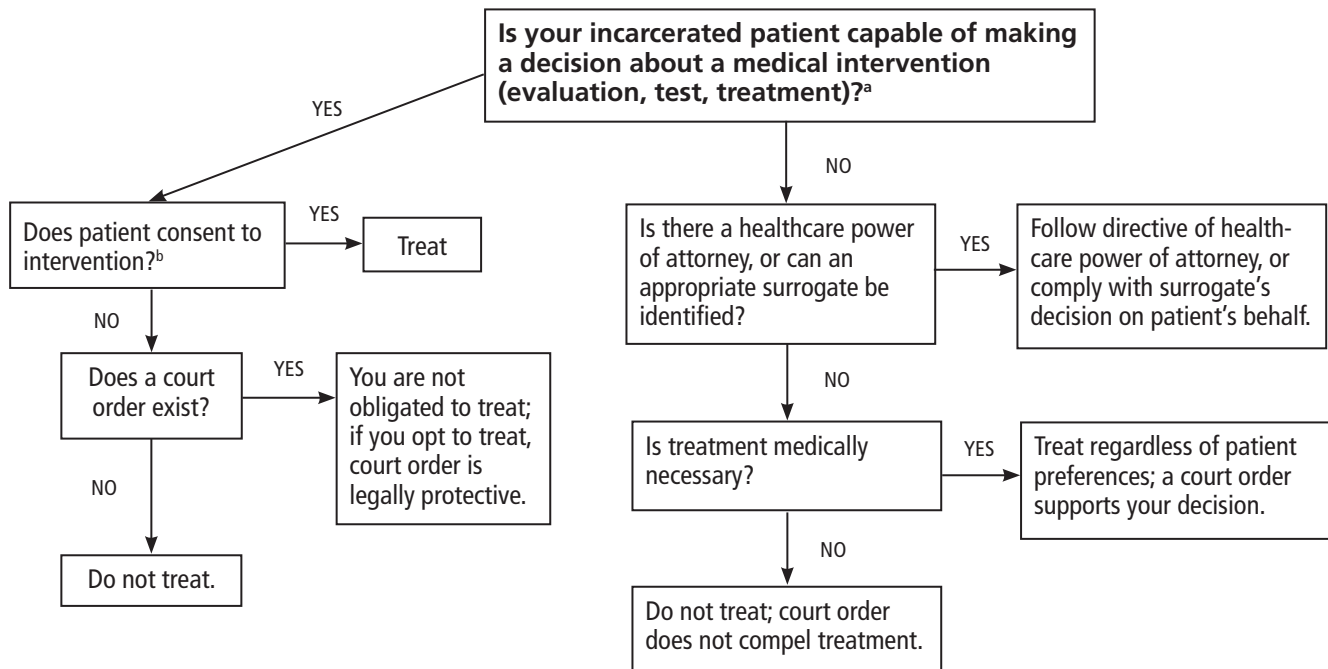 Is your incarcerated patient capable of making
a decision about a medical intervention
(evaluation, test, treatment)?ᵃ
YES
NO
Does patient consent to
intervention?ᵇ
YES
Treat
Is there a healthcare power
of attorney, or can an
appropriate surrogate be
identified?
YES
Follow directive of health-
care power of attorney, or
comply with surrogate’s
decision on patient’s behalf.
NO
NO
Does a court
order exist?
YES
You are not
obligated to treat;
if you opt to treat,
court order is
legally protective.
Is treatment medically
necessary?
YES
Treat regardless of patient
preferences; a court order
supports your decision.
NO
NO
Do not treat.
Do not treat; court order
does not compel treatment.